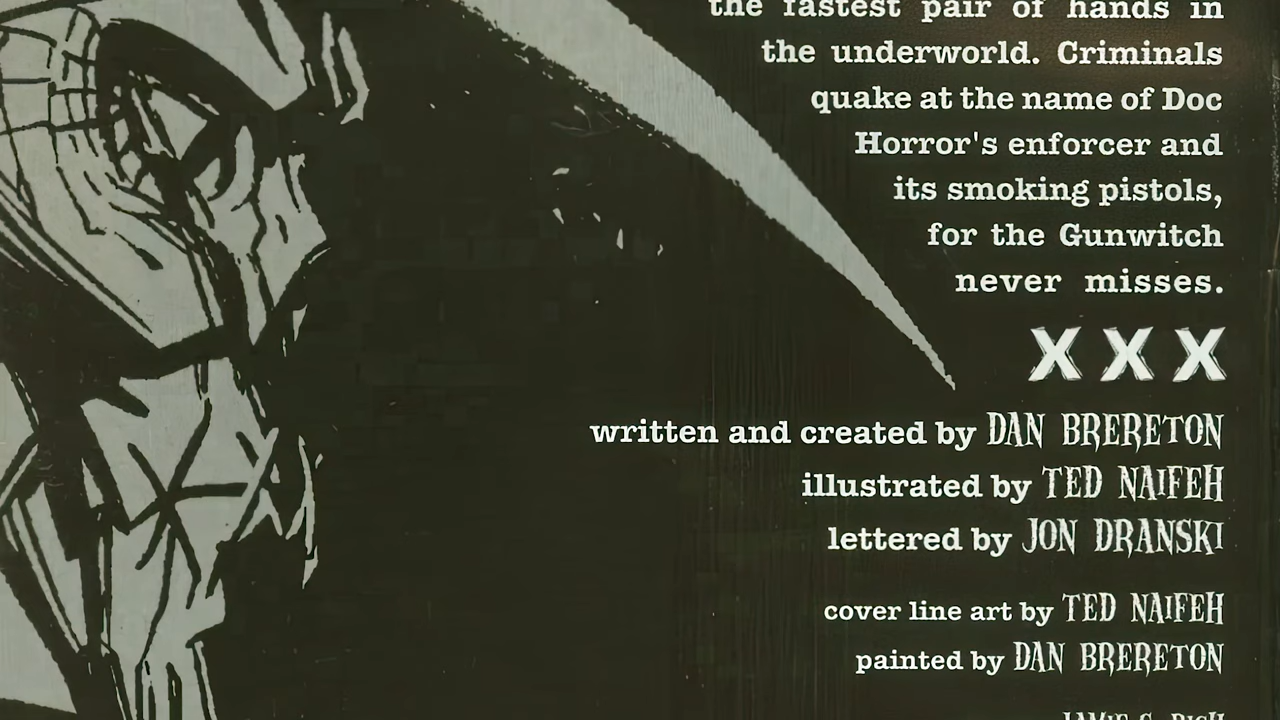 the fastest pair of hands in
the underworld. Criminals
quake at the name of Doc
Horror's enforcer and
its smoking pistols,
for the Gunwitch
never misses.
X X X
written and created by DAN BRERETON
illustrated by TED NAIFEH
lettered by JON DRANSKI
cover line art by TED NAIFEH
painted by DAN BRERETON
JAMIE S. RICH